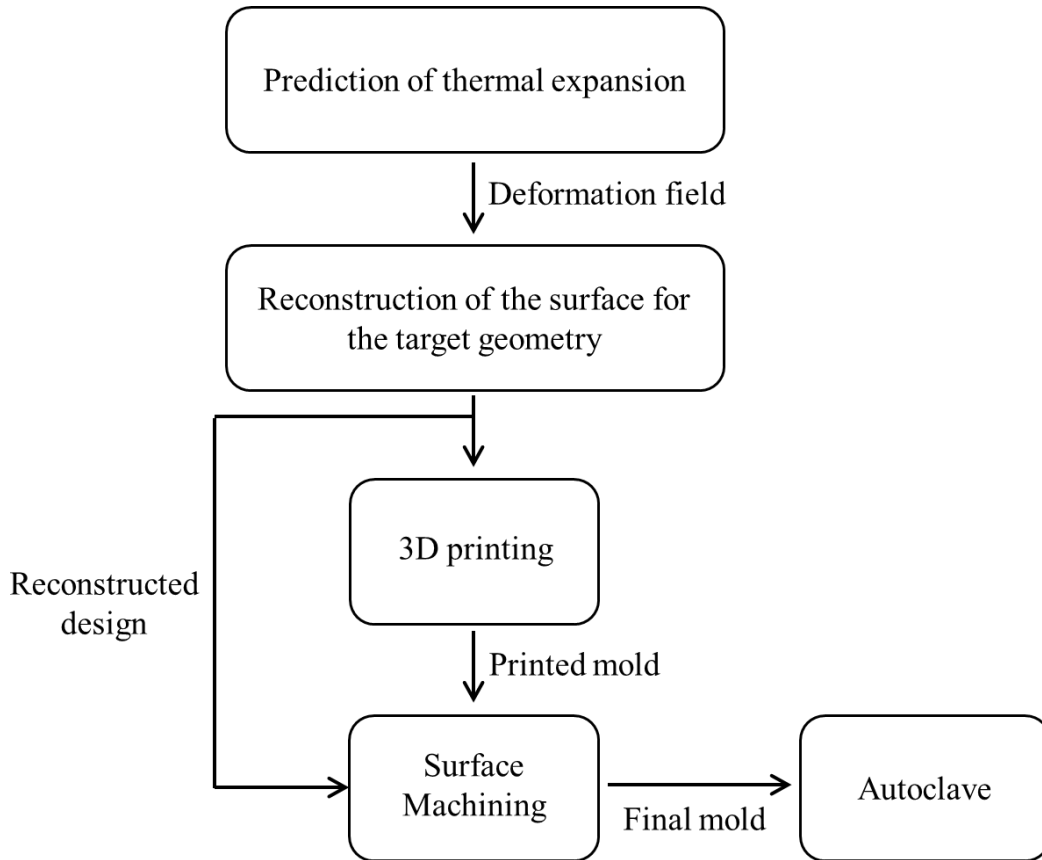 Prediction of thermal expansion
Deformation field
Reconstruction of the surface for
the target geometry
3D printing
Reconstructed
design
Printed mold
Surface
Machining
Final mold
Autoclave